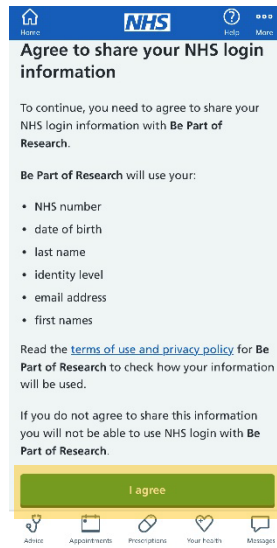 NHS
Home
Help
More
Agree to share your NHS login
information
To continue, you need to agree to share your
NHS login information with Be Part of
Research.
Be Part of Research will use your:
• NHS number
• date of birth
• last name
• identity level
• email address
• first names
Read the terms of use and privacy policy for Be
Part of Research to check how your information
will be used.
If you do not agree to share this information
you will not be able to use NHS login with Be
Part of Research.
I agree
Advice
Appointments
Prescriptions
Your health
Messages